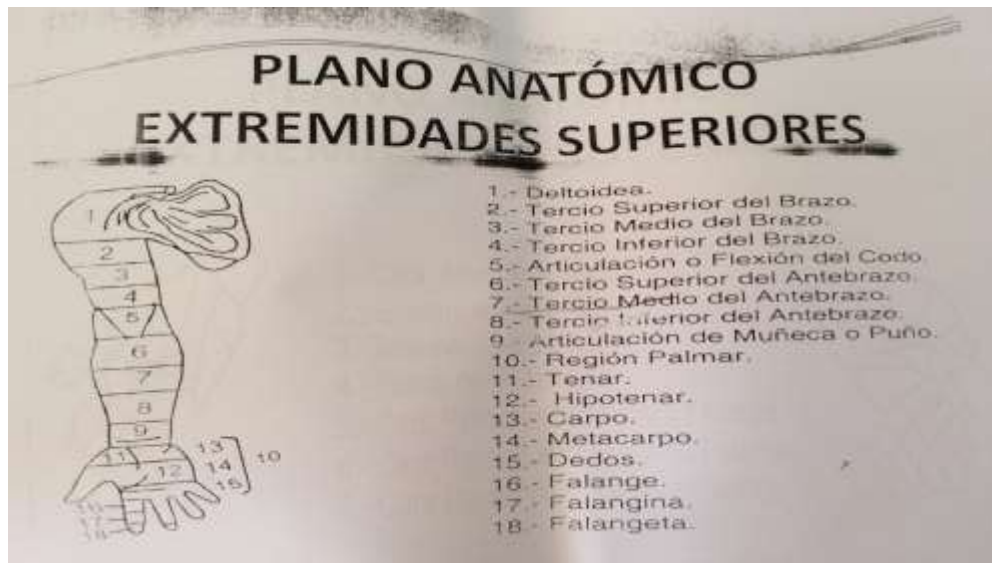 PLANO ANATÓMICO
EXTREMIDADES SUPERIORES
1.- Deltoidea.
2.- Tercio Superior del Brazo.
3.- Tercio Medio del Brazo.
4.- Tercio Inferior del Brazo.
5.- Articulación o Flexión del Codo.
6.- Tercio Superior del Antebrazo.
7.- Tercio Medio del Antebrazo.
8.- Tercio Inferior del Antebrazo.
9.- Articulación de Muñeca o Puño.
10.- Región Palmar.
11.- Tenar.
12.- Hipotenar.
13.- Carpo.
14.- Metacarpo.
15.- Dedos.
16.- Falange.
17.- Falangina.
18.- Falangeta.
1
2
3
4
5
6
7
8
9
11
12
13
14
15
10
16
17
18